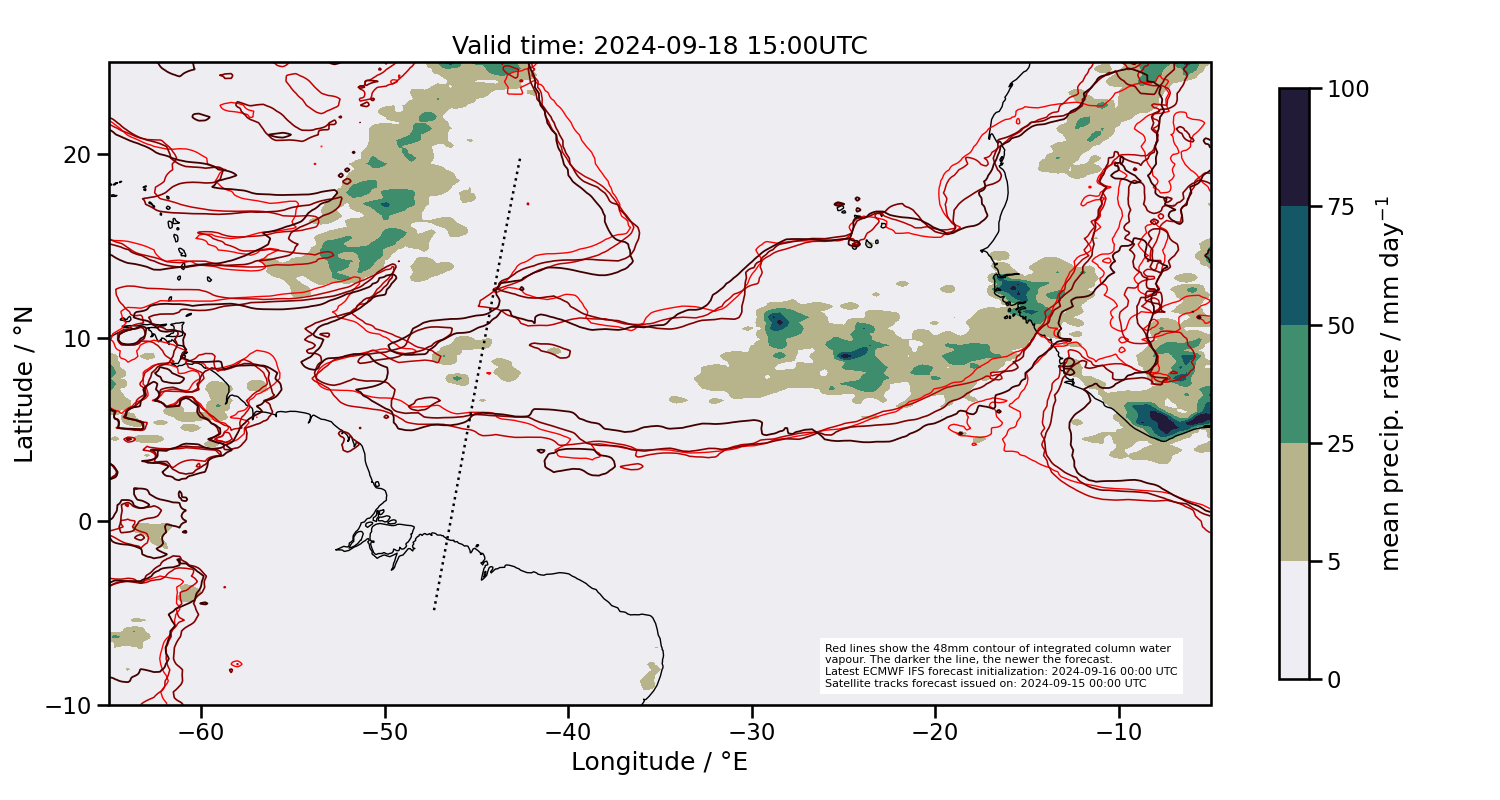 Valid time: 2024-09-18 15:00UTC
20
10
0
−10
Latitude / °N
−60
−50
−40
−30
−20
−10
Longitude / °E
Red lines show the 48mm contour of integrated column water
vapour. The darker the line, the newer the forecast.
Latest ECMWF IFS forecast initialization: 2024-09-16 00:00 UTC
Satellite tracks forecast issued on: 2024-09-15 00:00 UTC
100
75
50
25
5
0
mean precip. rate / mm day⁻¹